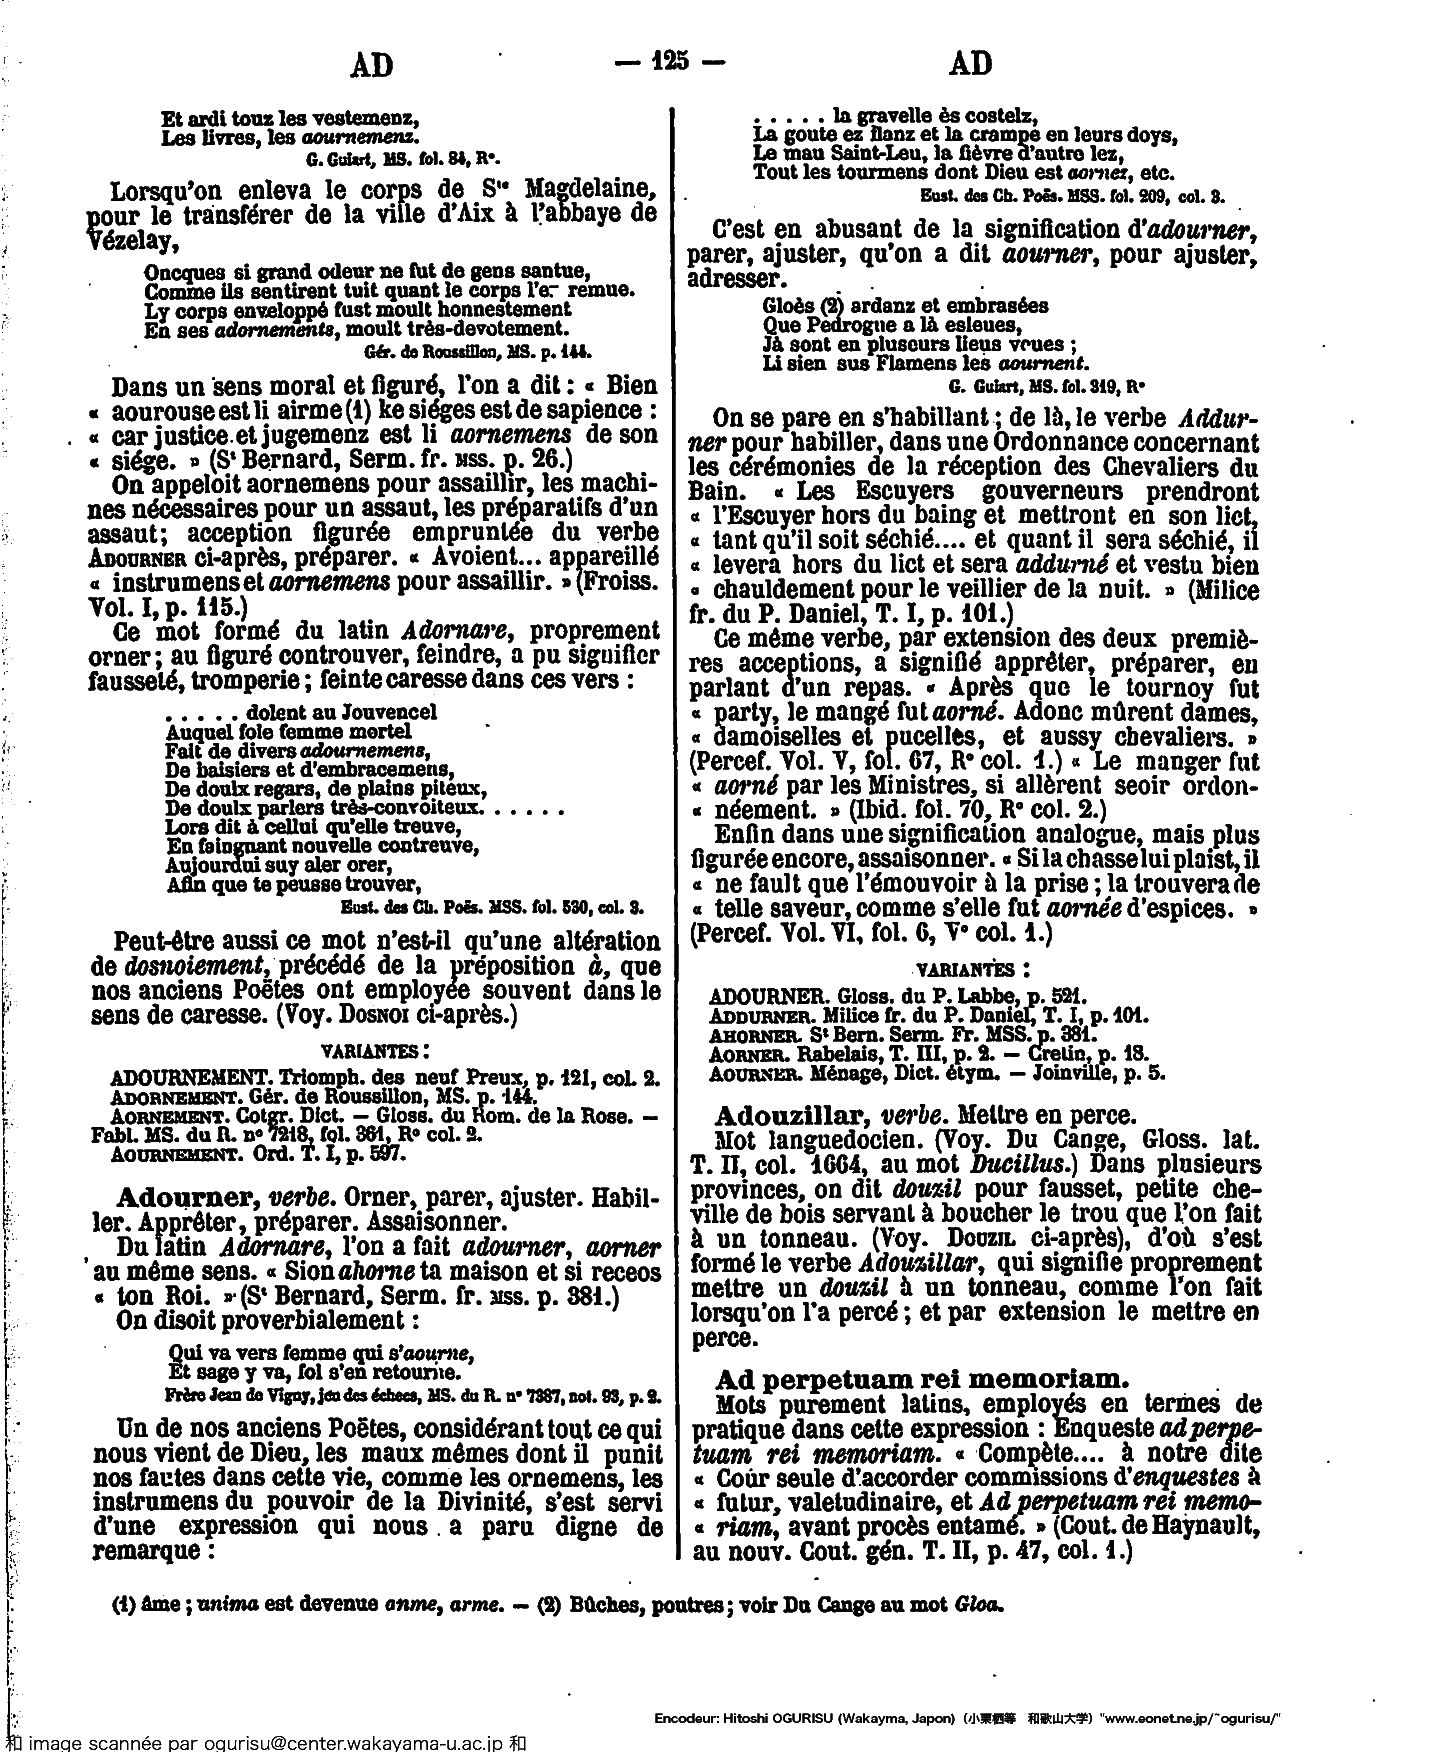 AD
— 125 —
AD
Et ardi touz les vestemenz,
Les livres, les aournemenz.
G. Guiart, MS. fol. 84, R°.
Lorsqu'on enleva le corps de Ste Magdelaine,
pour le transférer de la ville d'Aix à l'abbaye de
Vézelay,
Oncques si grand odeur ne fut de gens santue,
Comme ils sentirent tuit quant le corps l'en remue.
Ly corps enveloppé fust moult honnestement
En ses adornements, moult très-devotement.
Gér. de Roussillon, MS. p. 144.
Dans un sens moral et figuré, l'on a dit : « Bien
« aourouse est li airme (1) ke siéges est de sapience :
« car justice et jugemenz est li aornemens de son
« siége. » (St Bernard, Serm. fr. MSS. p. 26.)
On appeloit aornemens pour assaillir, les machi-
nes nécessaires pour un assaut, les préparatifs d'un
assaut; acception figurée empruntée du verbe
ADOURNER ci-après, préparer. « Avoient... appareillé
« instrumens et aornemens pour assaillir. » (Froiss.
Vol. I, p. 115.)
Ce mot formé du latin Adornare, proprement
orner; au figuré controuver, feindre, a pu signifier
fausseté, tromperie; feinte caresse dans ces vers :
. . . . . dolent au Jouvencel
Auquel fole femme mortel
Fait de divers adournemens,
De baisiers et d'embracemens,
De doulx regars, de plains piteux,
De doulx parlers très-convoiteux. . . . . .
Lors dit à cellui qu'elle treuve,
En faingnant nouvelle contreuve,
Aujourdui suy aler orer,
Afin que te peusse trouver,
Eust. des Ch. Poës. MSS. fol. 530, col. 3.
Peut-être aussi ce mot n'est-il qu'une altération
de dosnoiement, précédé de la préposition à, que
nos anciens Poëtes ont employée souvent dans le
sens de caresse. (Voy. DOSNOI ci-après.)
VARIANTES :
ADOURNEMENT. Triomph. des neuf Preux, p. 121, col. 2.
ADORNEMENT. Gér. de Roussillon, MS. p. 144.
AORNEMENT. Cotgr. Dict. — Gloss. du Rom. de la Rose. —
Fabl. MS. du R. n° 7218, fol. 361, R° col. 2.
AOURNEMENT. Ord. T. I, p. 597.
Adourner, verbe. Orner, parer, ajuster. Habil-
ler. Apprêter, préparer. Assaisonner.
Du latin Adornare, l'on a fait adourner, aorner
au même sens. « Sion ahorne ta maison et si receos
« ton Roi. » (St Bernard, Serm. fr. MSS. p. 381.)
On disoit proverbialement :
Qui va vers femme qui s'aourne,
Et sage y va, fol s'en retourne.
Frère Jean de Vigny, jeu des échecs, MS. du R. n° 7387, not. 93, p. 2.
Un de nos anciens Poëtes, considérant tout ce qui
nous vient de Dieu, les maux mêmes dont il punit
nos fautes dans cette vie, comme les ornemens, les
instrumens du pouvoir de la Divinité, s'est servi
d'une expression qui nous a paru digne de
remarque :
. . . . . la gravelle ès costelz,
La goute ez flanz et la crampe en leurs doys,
Le mau Saint-Leu, la fièvre d'autre lez,
Tout les tourmens dont Dieu est aornez, etc.
Eust. des Ch. Poës. MSS. fol. 209, col. 3.
C'est en abusant de la signification d'adourner,
parer, ajuster, qu'on a dit aourner, pour ajuster,
adresser.
Gloès (2) ardanz et embrasées
Que Pedrogue a là esleues,
Jà sont en pluseurs lieus veues ;
Li sien sus Flamens les aournent.
G. Guiart, MS. fol. 319, R°
On se pare en s'habillant ; de là, le verbe Addur-
ner pour habiller, dans une Ordonnance concernant
les cérémonies de la réception des Chevaliers du
Bain. « Les Escuyers gouverneurs prendront
« l'Escuyer hors du baing et mettront en son lict,
« tant qu'il soit séchié.... et quant il sera séchié, il
« levera hors du lict et sera addurné et vestu bien
« chauldement pour le veillier de la nuit. » (Milice
fr. du P. Daniel, T. I, p. 101.)
Ce même verbe, par extension des deux premiè-
res acceptions, a signifié apprêter, préparer, en
parlant d'un repas. « Après que le tournoy fut
« party, le mangé fut aorné. Adonc mûrent dames,
« damoiselles et pucelles, et aussy chevaliers. »
(Percef. Vol. V, fol. 67, R° col. 1.) « Le manger fut
« aorné par les Ministres, si allèrent seoir ordon-
« néement. » (Ibid. fol. 70, R° col. 2.)
Enfin dans une signification analogue, mais plus
figurée encore, assaisonner. « Si la chasse lui plaist, il
« ne fault que l'émouvoir à la prise ; la trouvera de
« telle saveur, comme s'elle fut aornée d'espices. »
(Percef. Vol. VI, fol. 6, V° col. 1.)
VARIANTES :
ADOURNER. Gloss. du P. Labbe, p. 521.
ADDURNER. Milice fr. du P. Daniel, T. I, p. 101.
AHORNER. St Bern. Serm. Fr. MSS. p. 381.
AORNER. Rabelais, T. III, p. 2. — Cretin, p. 18.
AOURNER. Ménage, Dict. étym. — Joinville, p. 5.
Adouzillar, verbe. Mettre en perce.
Mot languedocien. (Voy. Du Cange, Gloss. lat.
T. II, col. 1664, au mot Ducillus.) Dans plusieurs
provinces, on dit douzil pour fausset, petite che-
ville de bois servant à boucher le trou que l'on fait
à un tonneau. (Voy. DOUZIL ci-après), d'où s'est
formé le verbe Adouzillar, qui signifie proprement
mettre un douzil à un tonneau, comme l'on fait
lorsqu'on l'a percé ; et par extension le mettre en
perce.
Ad perpetuam rei memoriam.
Mots purement latins, employés en termes de
pratique dans cette expression : Enqueste ad perpe-
tuam rei memoriam. « Compète.... à notre dite
« Cour seule d'accorder commissions d'enquestes à
« futur, valetudinaire, et Ad perpetuam rei memo-
« riam, avant procès entamé. » (Cout. de Haynault,
au nouv. Cout. gén. T. II, p. 47, col. 1.)
(1) âme ; anima est devenue anme, arme. — (2) Bûches, poutres ; voir Du Cange au mot Gloa.
Encodeur: Hitoshi OGURISU (Wakayma, Japon) (小栗栖等 和歌山大学) "www.eonet.ne.jp/~ogurisu/"
和 image scannée par ogurisu@center.wakayama-u.ac.jp 和